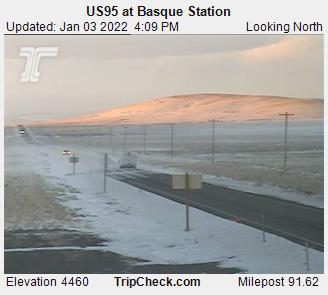 US95 at Basque Station
Updated: Jan 03 2022 4:09 PM Looking North
Elevation 4460 TripCheck.com Milepost 91.62